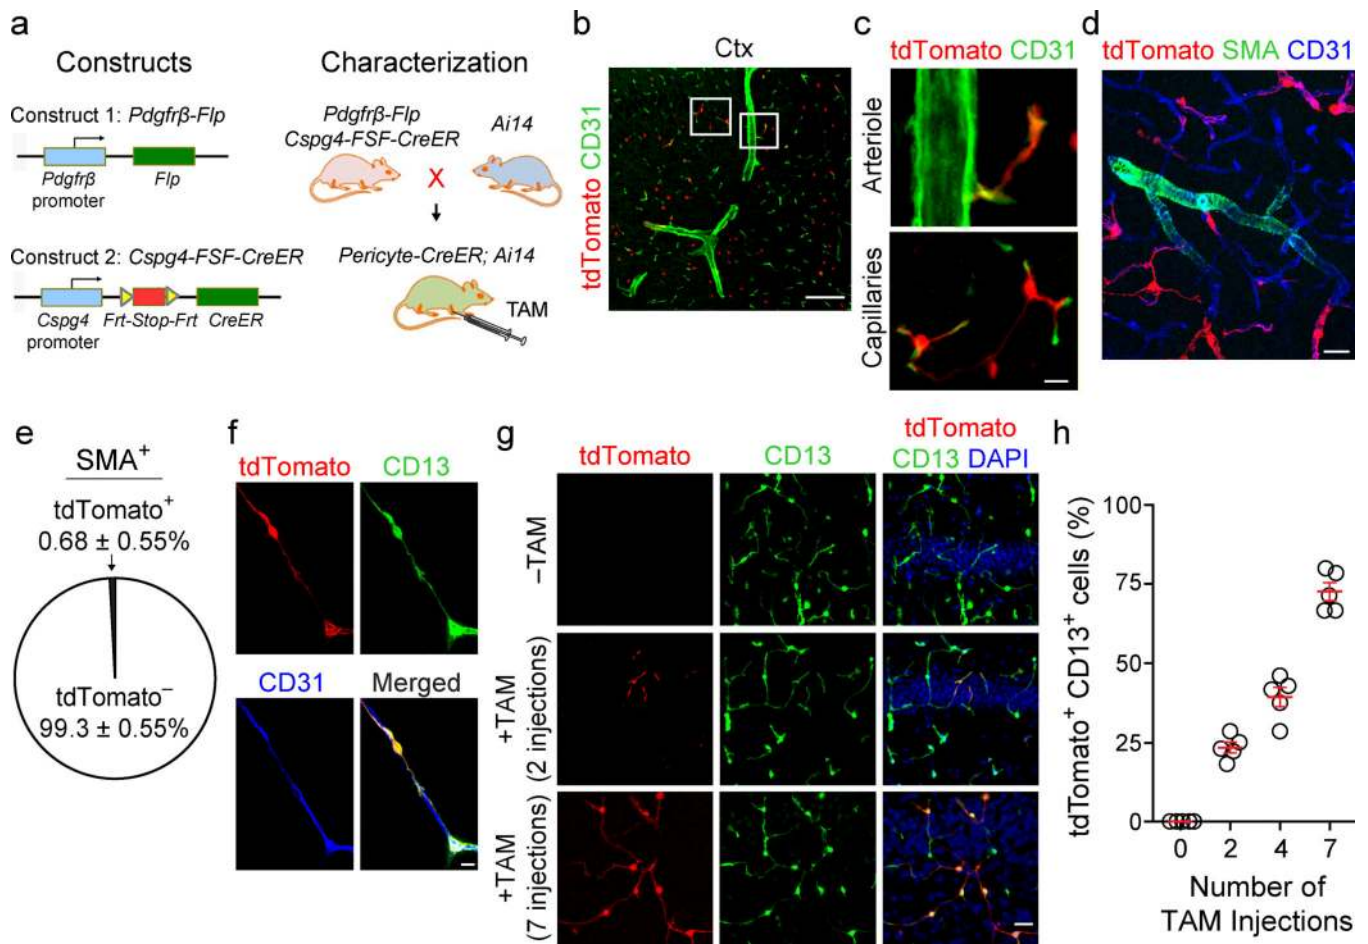 a
Constructs
Characterization
Construct 1: Pdgfrβ-Flp
Pdgfrβ
promoter
Flp
Construct 2: Cspg4-FSF-CreER
Cspg4
promoter
Frt-Stop-Frt
CreER
Pdgfrβ-Flp
Cspg4-FSF-CreER
Ai14
X
Pericyte-CreER; Ai14
TAM
b
Ctx
tdTomato CD31
c
tdTomato CD31
Arteriole
Capillaries
d
tdTomato SMA CD31
e
SMA+
tdTomato+
0.68 ± 0.55%
tdTomato–
99.3 ± 0.55%
f
tdTomato
CD13
CD31
Merged
g
tdTomato
CD13
tdTomato
CD13 DAPI
–TAM
+TAM
(2 injections)
+TAM
(7 injections)
h
tdTomato+ CD13+ cells (%)
100
75
50
25
0
0 2 4 7
Number of
TAM Injections